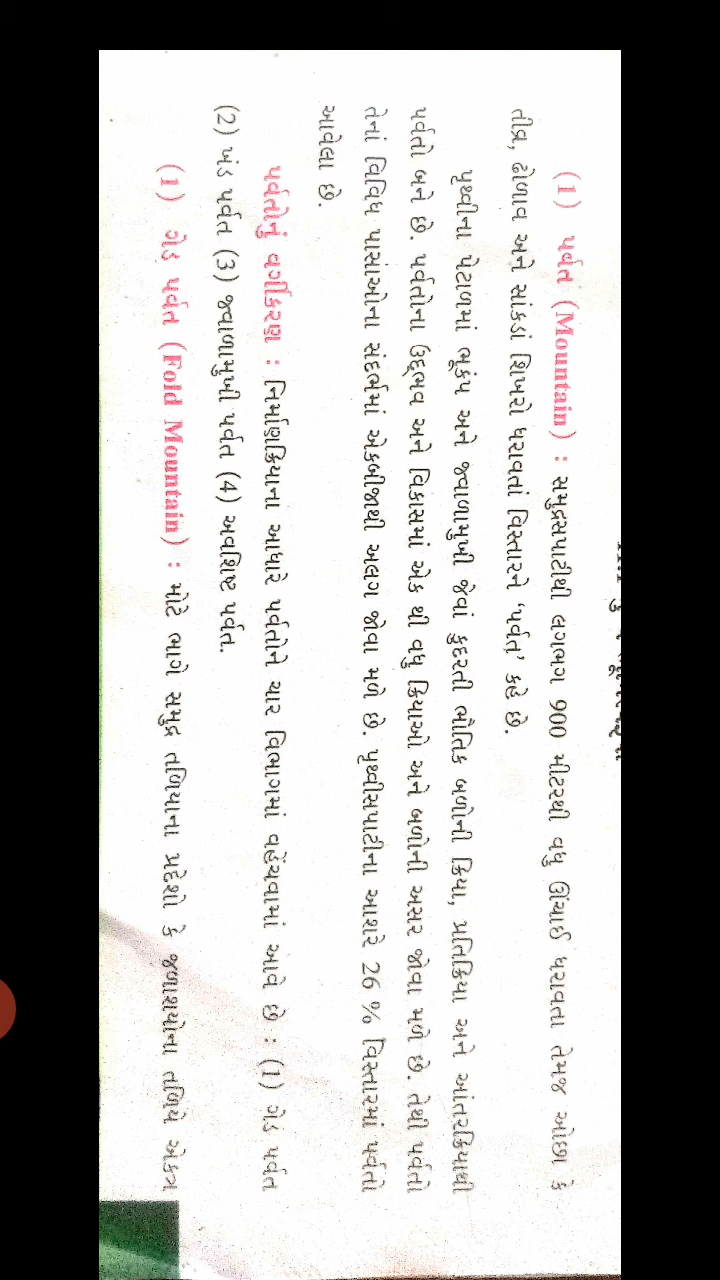 (1) પર્વત (Mountain) : સમુદ્રસપાટીથી લગભગ 900 મીટરથી વધુ ઊંચાઈ ધરાવતા તેમજ ઓછા કે
તીવ્ર, ઢોળાવ અને સાંકડાં શિખરો ધરાવતાં વિસ્તારને 'પર્વત' કહે છે.
પૃથ્વીના પેટાળમાં ભૂકંપ અને જ્વાળામુખી જેવાં કુદરતી ભૌતિક બળોની ક્રિયા, પ્રતિક્રિયા અને આંતરક્રિયાથી
પર્વતો બને છે. પર્વતોના ઉદ્દભવ અને વિકાસમાં એક થી વધુ ક્રિયાઓ અને બળોની અસર જોવા મળે છે. તેથી પર્વતો
તેનાં વિવિધ પાસાંઓના સંદર્ભમાં એકબીજાથી અલગ જોવા મળે છે. પૃથ્વીસપાટીના આશરે 26 % વિસ્તારમાં પર્વતો
આવેલા છે.
પર્વતોનું વર્ગીકરણ : નિર્માણક્રિયાના આધારે પર્વતોને ચાર વિભાગમાં વહેંચવામાં આવે છે : (1) ગેડ પર્વત
(2) ખંડ પર્વત (3) જ્વાળામુખી પર્વત (4) અવશિષ્ટ પર્વત.
(1) ગેડ પર્વત (Fold Mountain) : મોટે ભાગે સમુદ્ર તળિયાના પ્રદેશો કે જળાશયોના તળિયે એકત્ર